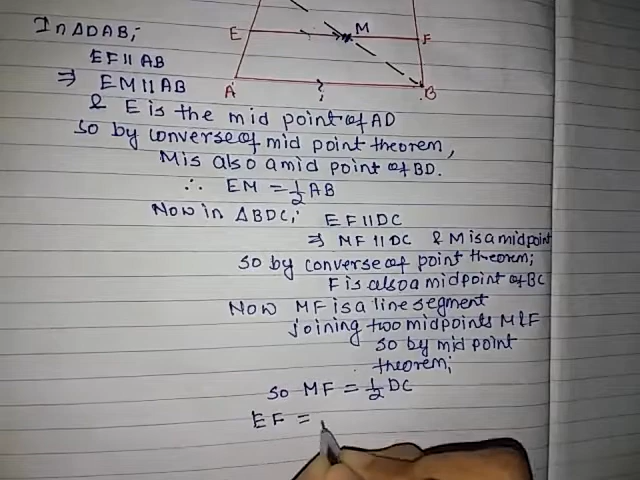 In ΔDAB;
E
M
F
A
B
EF || AB
⇒ EM || AB
& E is the mid point of AD
so by converse of mid point theorem,
M is also a mid point of BD.
∴ EM = 1/2 AB
Now in ΔBDC; EF || DC
⇒ MF || DC & M is a midpoint
so by converse of point theorem;
F is also a midpoint of BC
Now MF is a line segment
joining two midpoints M & F
so by mid point
theorem;
so MF = 1/2 DC
EF =